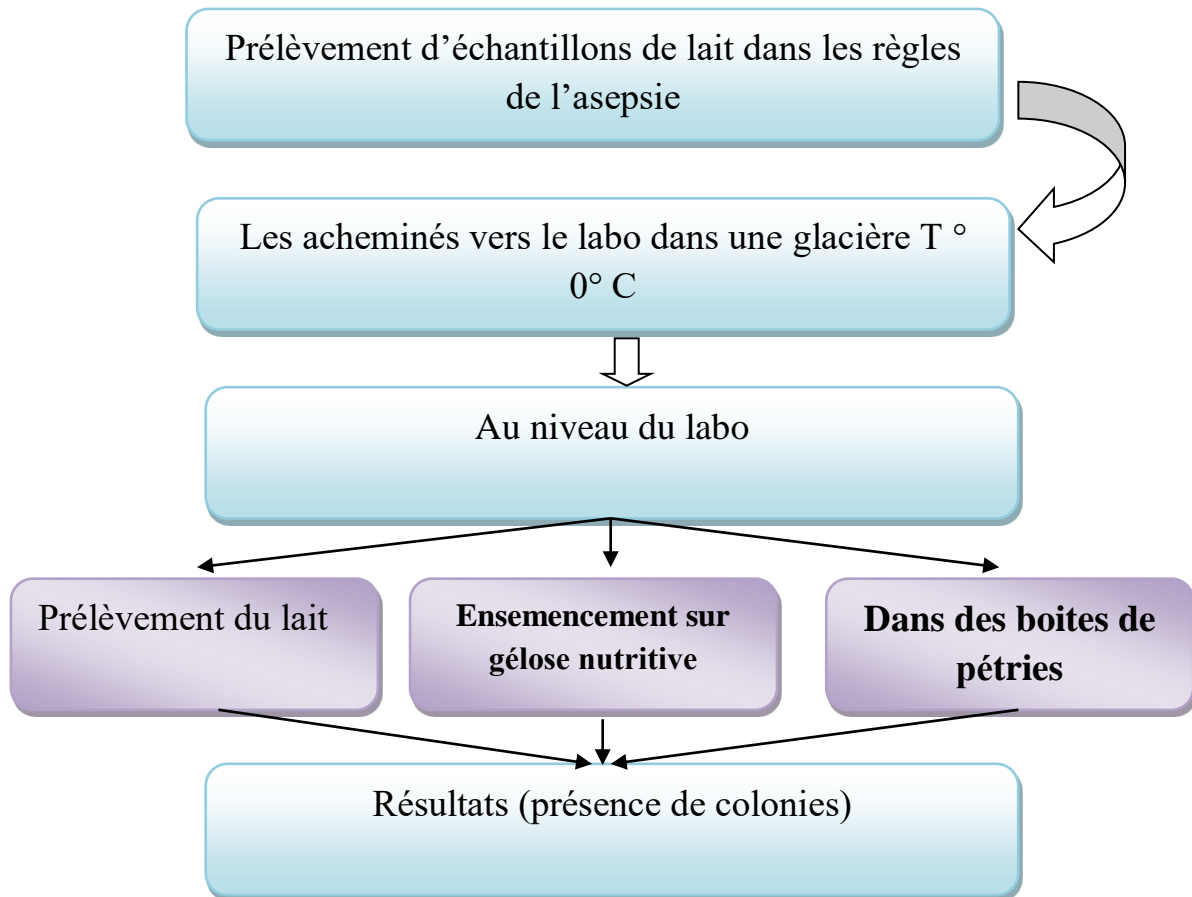 Prélèvement d’échantillons de lait dans les règles
de l’asepsie
Les acheminés vers le labo dans une glacière T °
0° C
Au niveau du labo
Prélèvement du lait
Ensemencement sur
gélose nutritive
Dans des boites de
pétries
Résultats (présence de colonies)